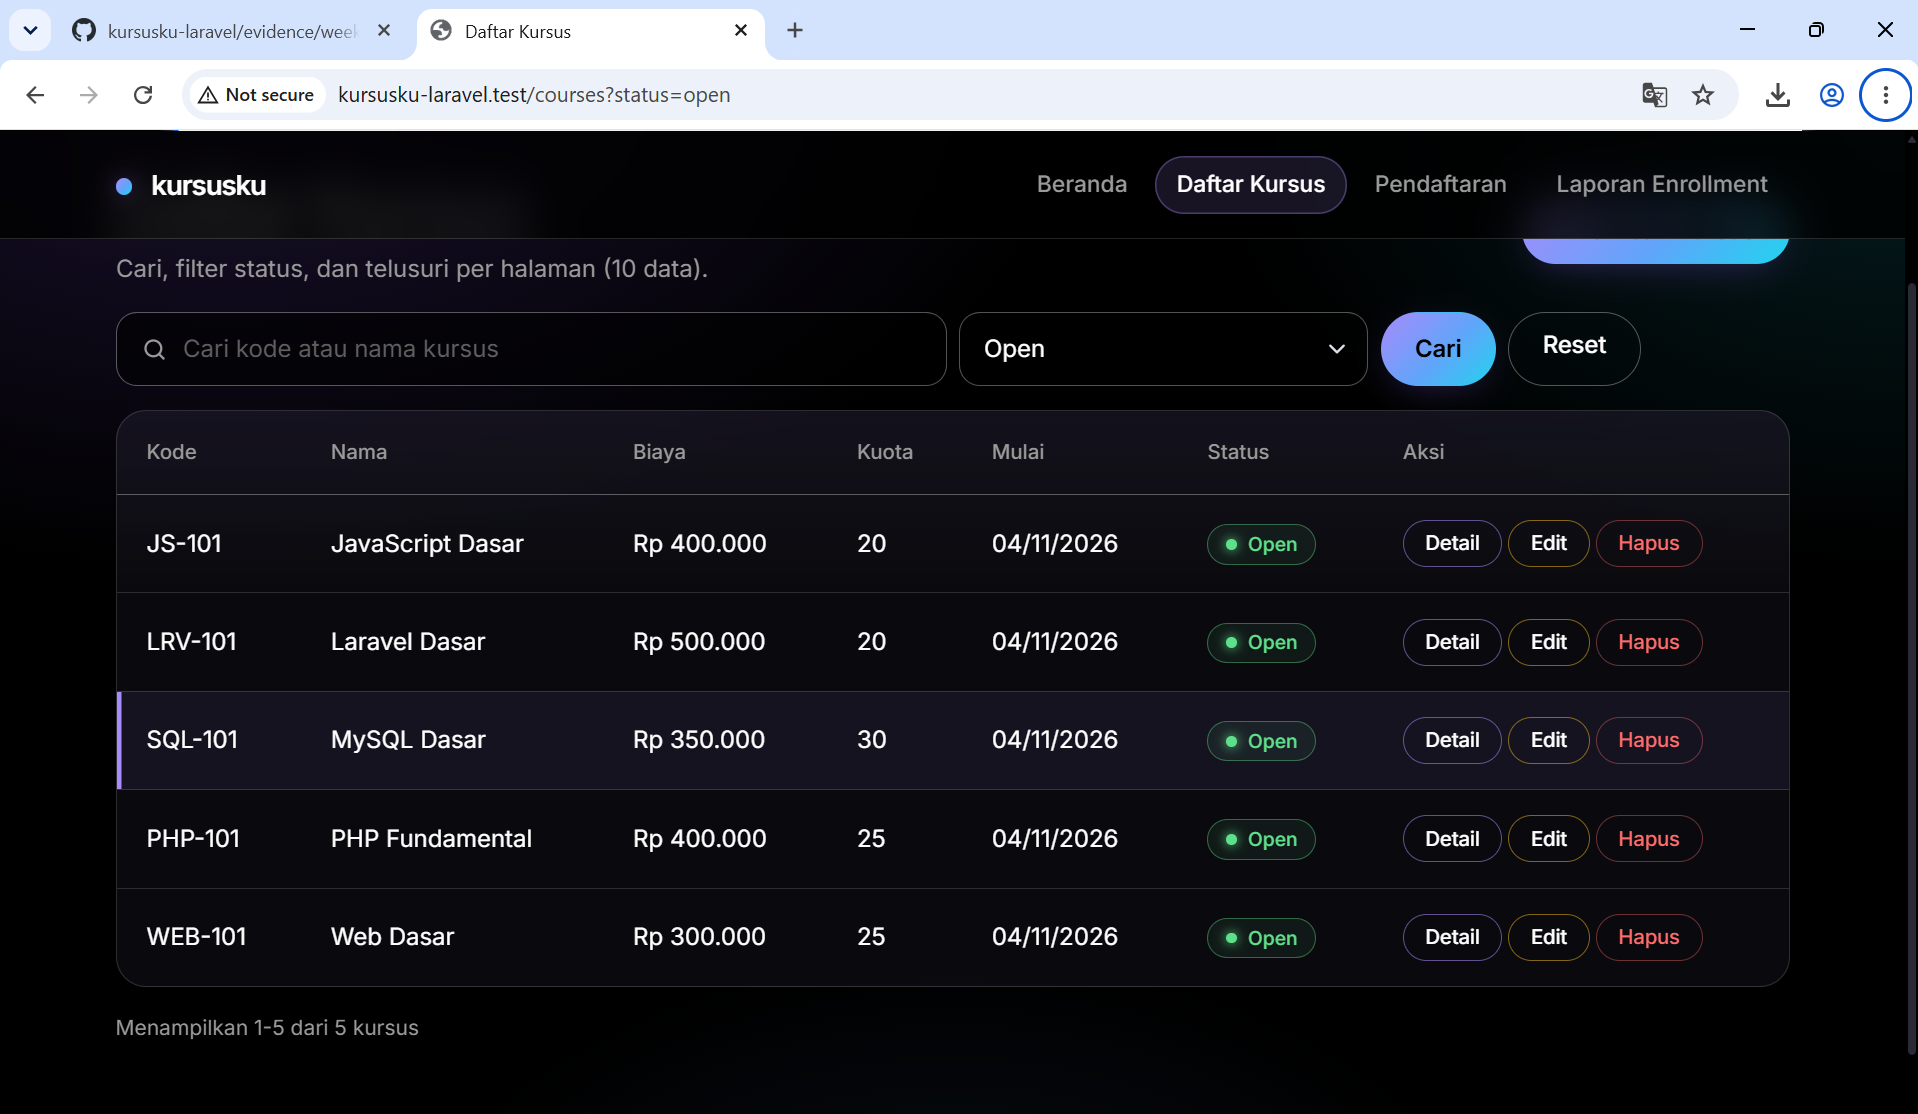 kursusku-laravel/evidence/week
Daftar Kursus
Not secure
kursusku-laravel.test/courses?status=open
kursusku
Beranda
Daftar Kursus
Pendaftaran
Laporan Enrollment
Cari, filter status, dan telusuri per halaman (10 data).
Cari kode atau nama kursus
Open
Cari
Reset
Kode Nama Biaya Kuota Mulai Status Aksi
JS-101 JavaScript Dasar Rp 400.000 20 04/11/2026 Open Detail Edit Hapus
LRV-101 Laravel Dasar Rp 500.000 20 04/11/2026 Open Detail Edit Hapus
SQL-101 MySQL Dasar Rp 350.000 30 04/11/2026 Open Detail Edit Hapus
PHP-101 PHP Fundamental Rp 400.000 25 04/11/2026 Open Detail Edit Hapus
WEB-101 Web Dasar Rp 300.000 25 04/11/2026 Open Detail Edit Hapus
Menampilkan 1-5 dari 5 kursus